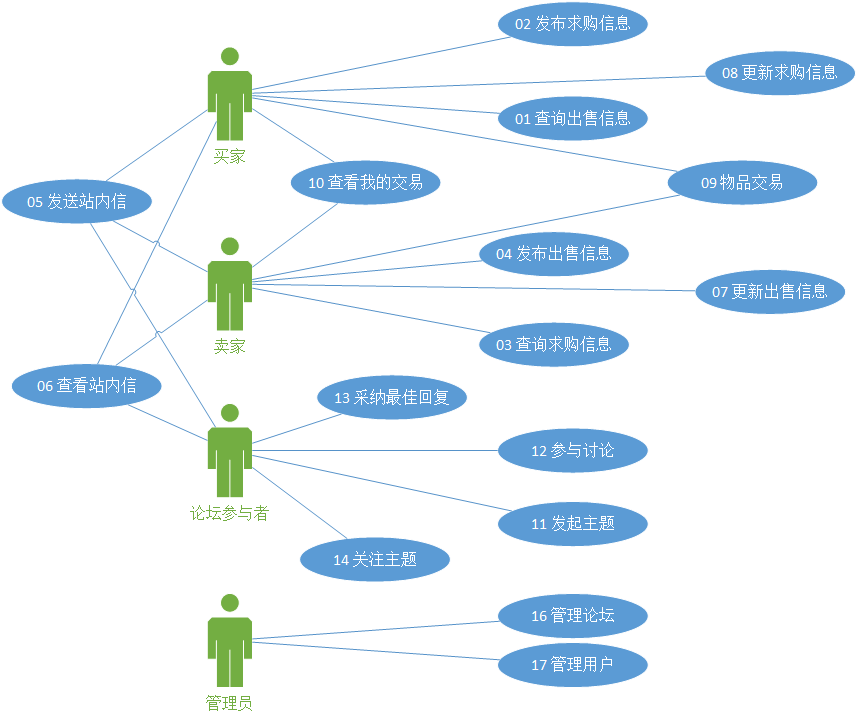 02 发布求购信息
08 更新求购信息
01 查询出售信息
买家
10 查看我的交易
09 物品交易
05 发送站内信
04 发布出售信息
07 更新出售信息
卖家
03 查询求购信息
06 查看站内信
13 采纳最佳回复
12 参与讨论
论坛参与者
11 发起主题
14 关注主题
16 管理论坛
17 管理用户
管理员